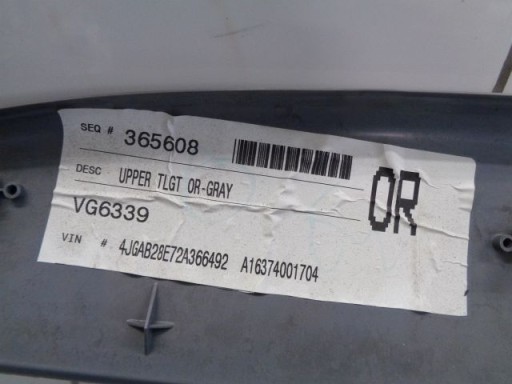 SEQ # 365608
DESC UPPER TLGT OR-GRAY
OR
VG6339
VIN # 4JGAB28E72A366492 A16374001704